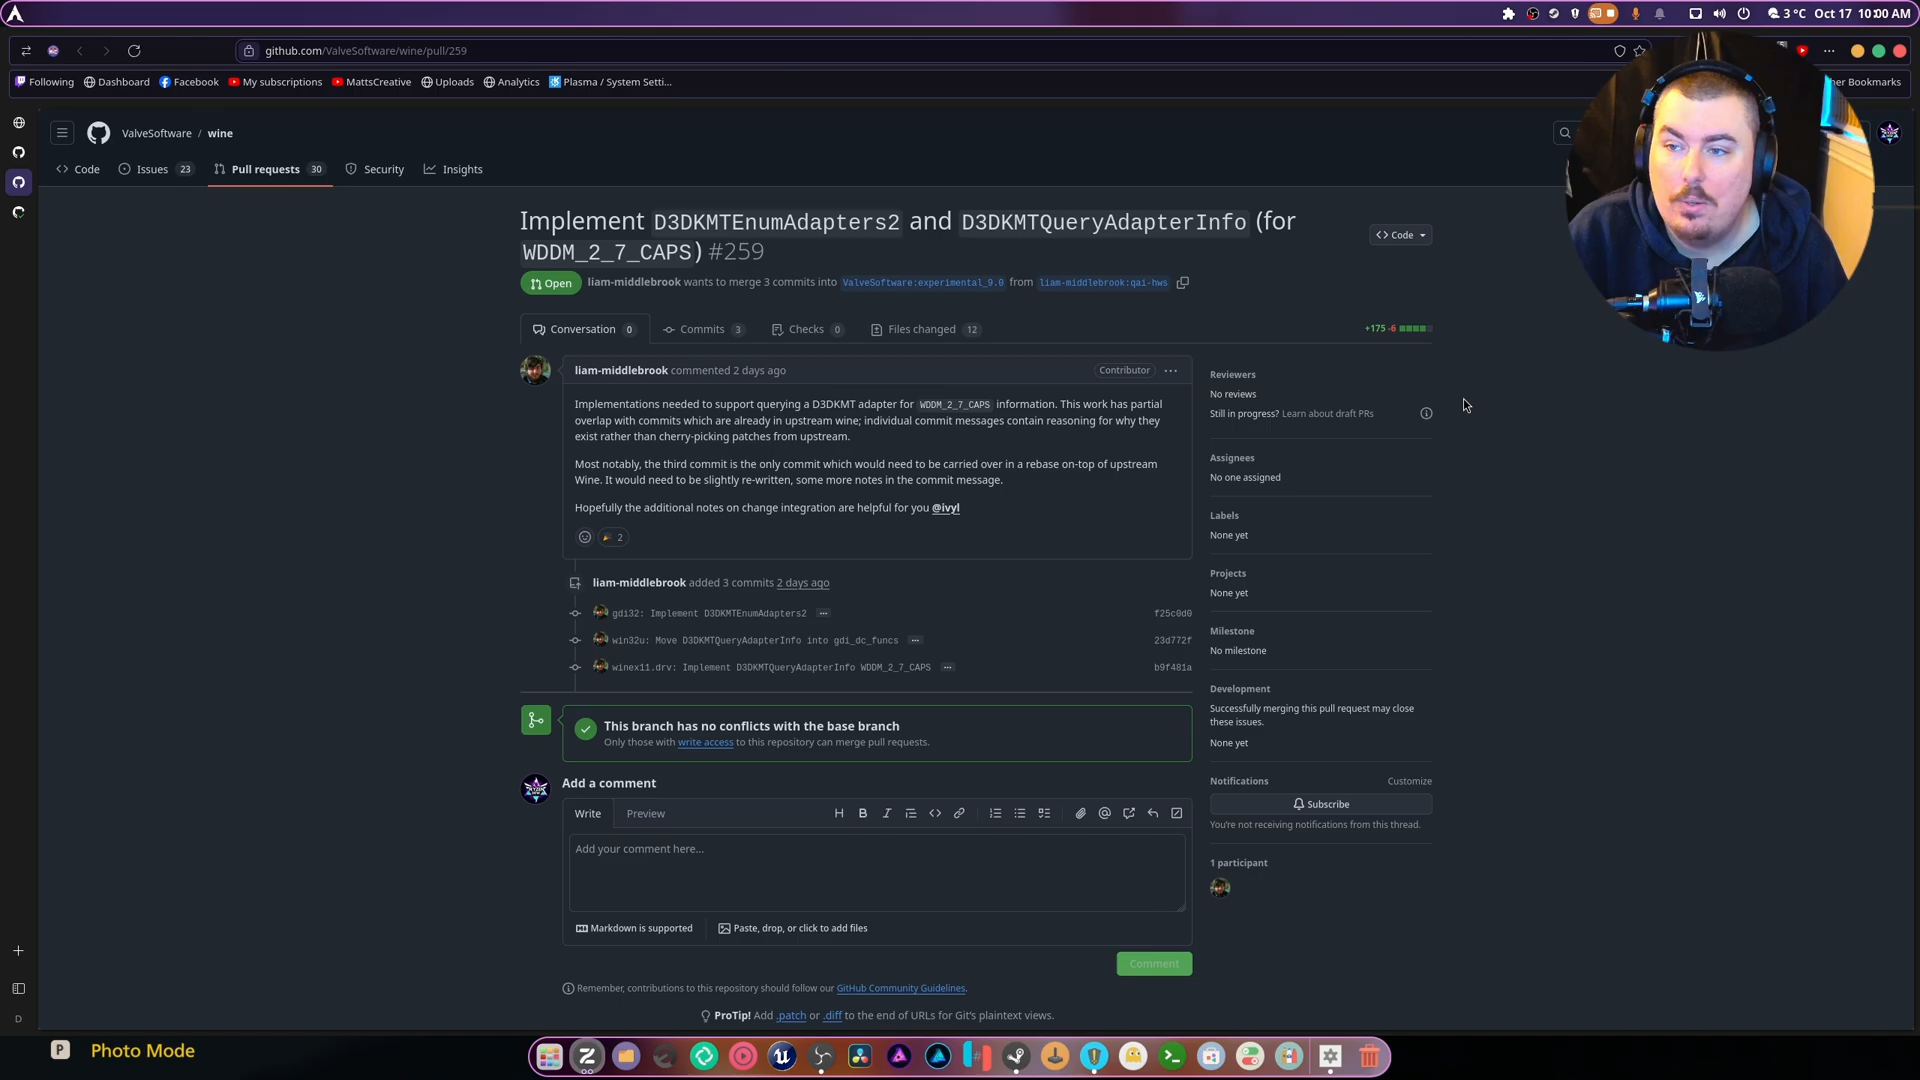 3 °C Oct 17 10:00 AM
github.com/ValveSoftware/wine/pull/259
Following Dashboard Facebook My subscriptions MattsCreative Uploads Analytics Plasma / System Setti... Bookmarks
ValveSoftware / wine
Code Issues 23 Pull requests 30 Security Insights
Implement D3DKMTEnumAdapters2 and D3DKMTQueryAdapterInfo (for
WDDM_2_7_CAPS) #259
Code
Open liam-middlebrook wants to merge 3 commits into ValveSoftware:experimental_9.0 from liam-middlebrook:qai-hws
Conversation 0 Commits 3 Checks 0 Files changed 12 +175 -6
liam-middlebrook commented 2 days ago Contributor ...
Implementations needed to support querying a D3DKMT adapter for WDDM_2_7_CAPS information. This work has partial
overlap with commits which are already in upstream wine; individual commit messages contain reasoning for why they
exist rather than cherry-picking patches from upstream.
Most notably, the third commit is the only commit which would need to be carried over in a rebase on-top of upstream
Wine. It would need to be slightly re-written, some more notes in the commit message.
Hopefully the additional notes on change integration are helpful for you @ivyl
2
liam-middlebrook added 3 commits 2 days ago
gdi32: Implement D3DKMTEnumAdapters2 ... f25c0d0
win32u: Move D3DKMTQueryAdapterInfo into gdi_dc_funcs ... 23d772f
winex11.drv: Implement D3DKMTQueryAdapterInfo WDDM_2_7_CAPS ... b9f481a
This branch has no conflicts with the base branch
Only those with write access to this repository can merge pull requests.
Add a comment
Write Preview
Add your comment here...
Markdown is supported Paste, drop, or click to add files
Comment
Remember, contributions to this repository should follow our GitHub Community Guidelines.
ProTip! Add .patch or .diff to the end of URLs for Git's plaintext views.
Reviewers
No reviews
Still in progress? Learn about draft PRs
Assignees
No one assigned
Labels
None yet
Projects
None yet
Milestone
No milestone
Development
Successfully merging this pull request may close
these issues.
None yet
Notifications Customize
Subscribe
You're not receiving notifications from this thread.
1 participant
D
P Photo Mode